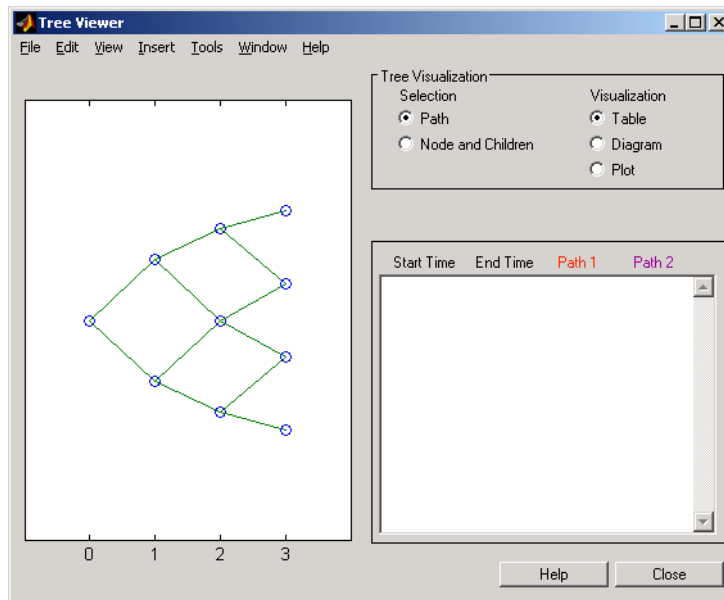 Tree Viewer
File Edit View Insert Tools Window Help
Tree Visualization
Selection Visualization
Path Table
Node and Children Diagram
Plot
Start Time End Time Path 1 Path 2
0 1 2 3
Help Close